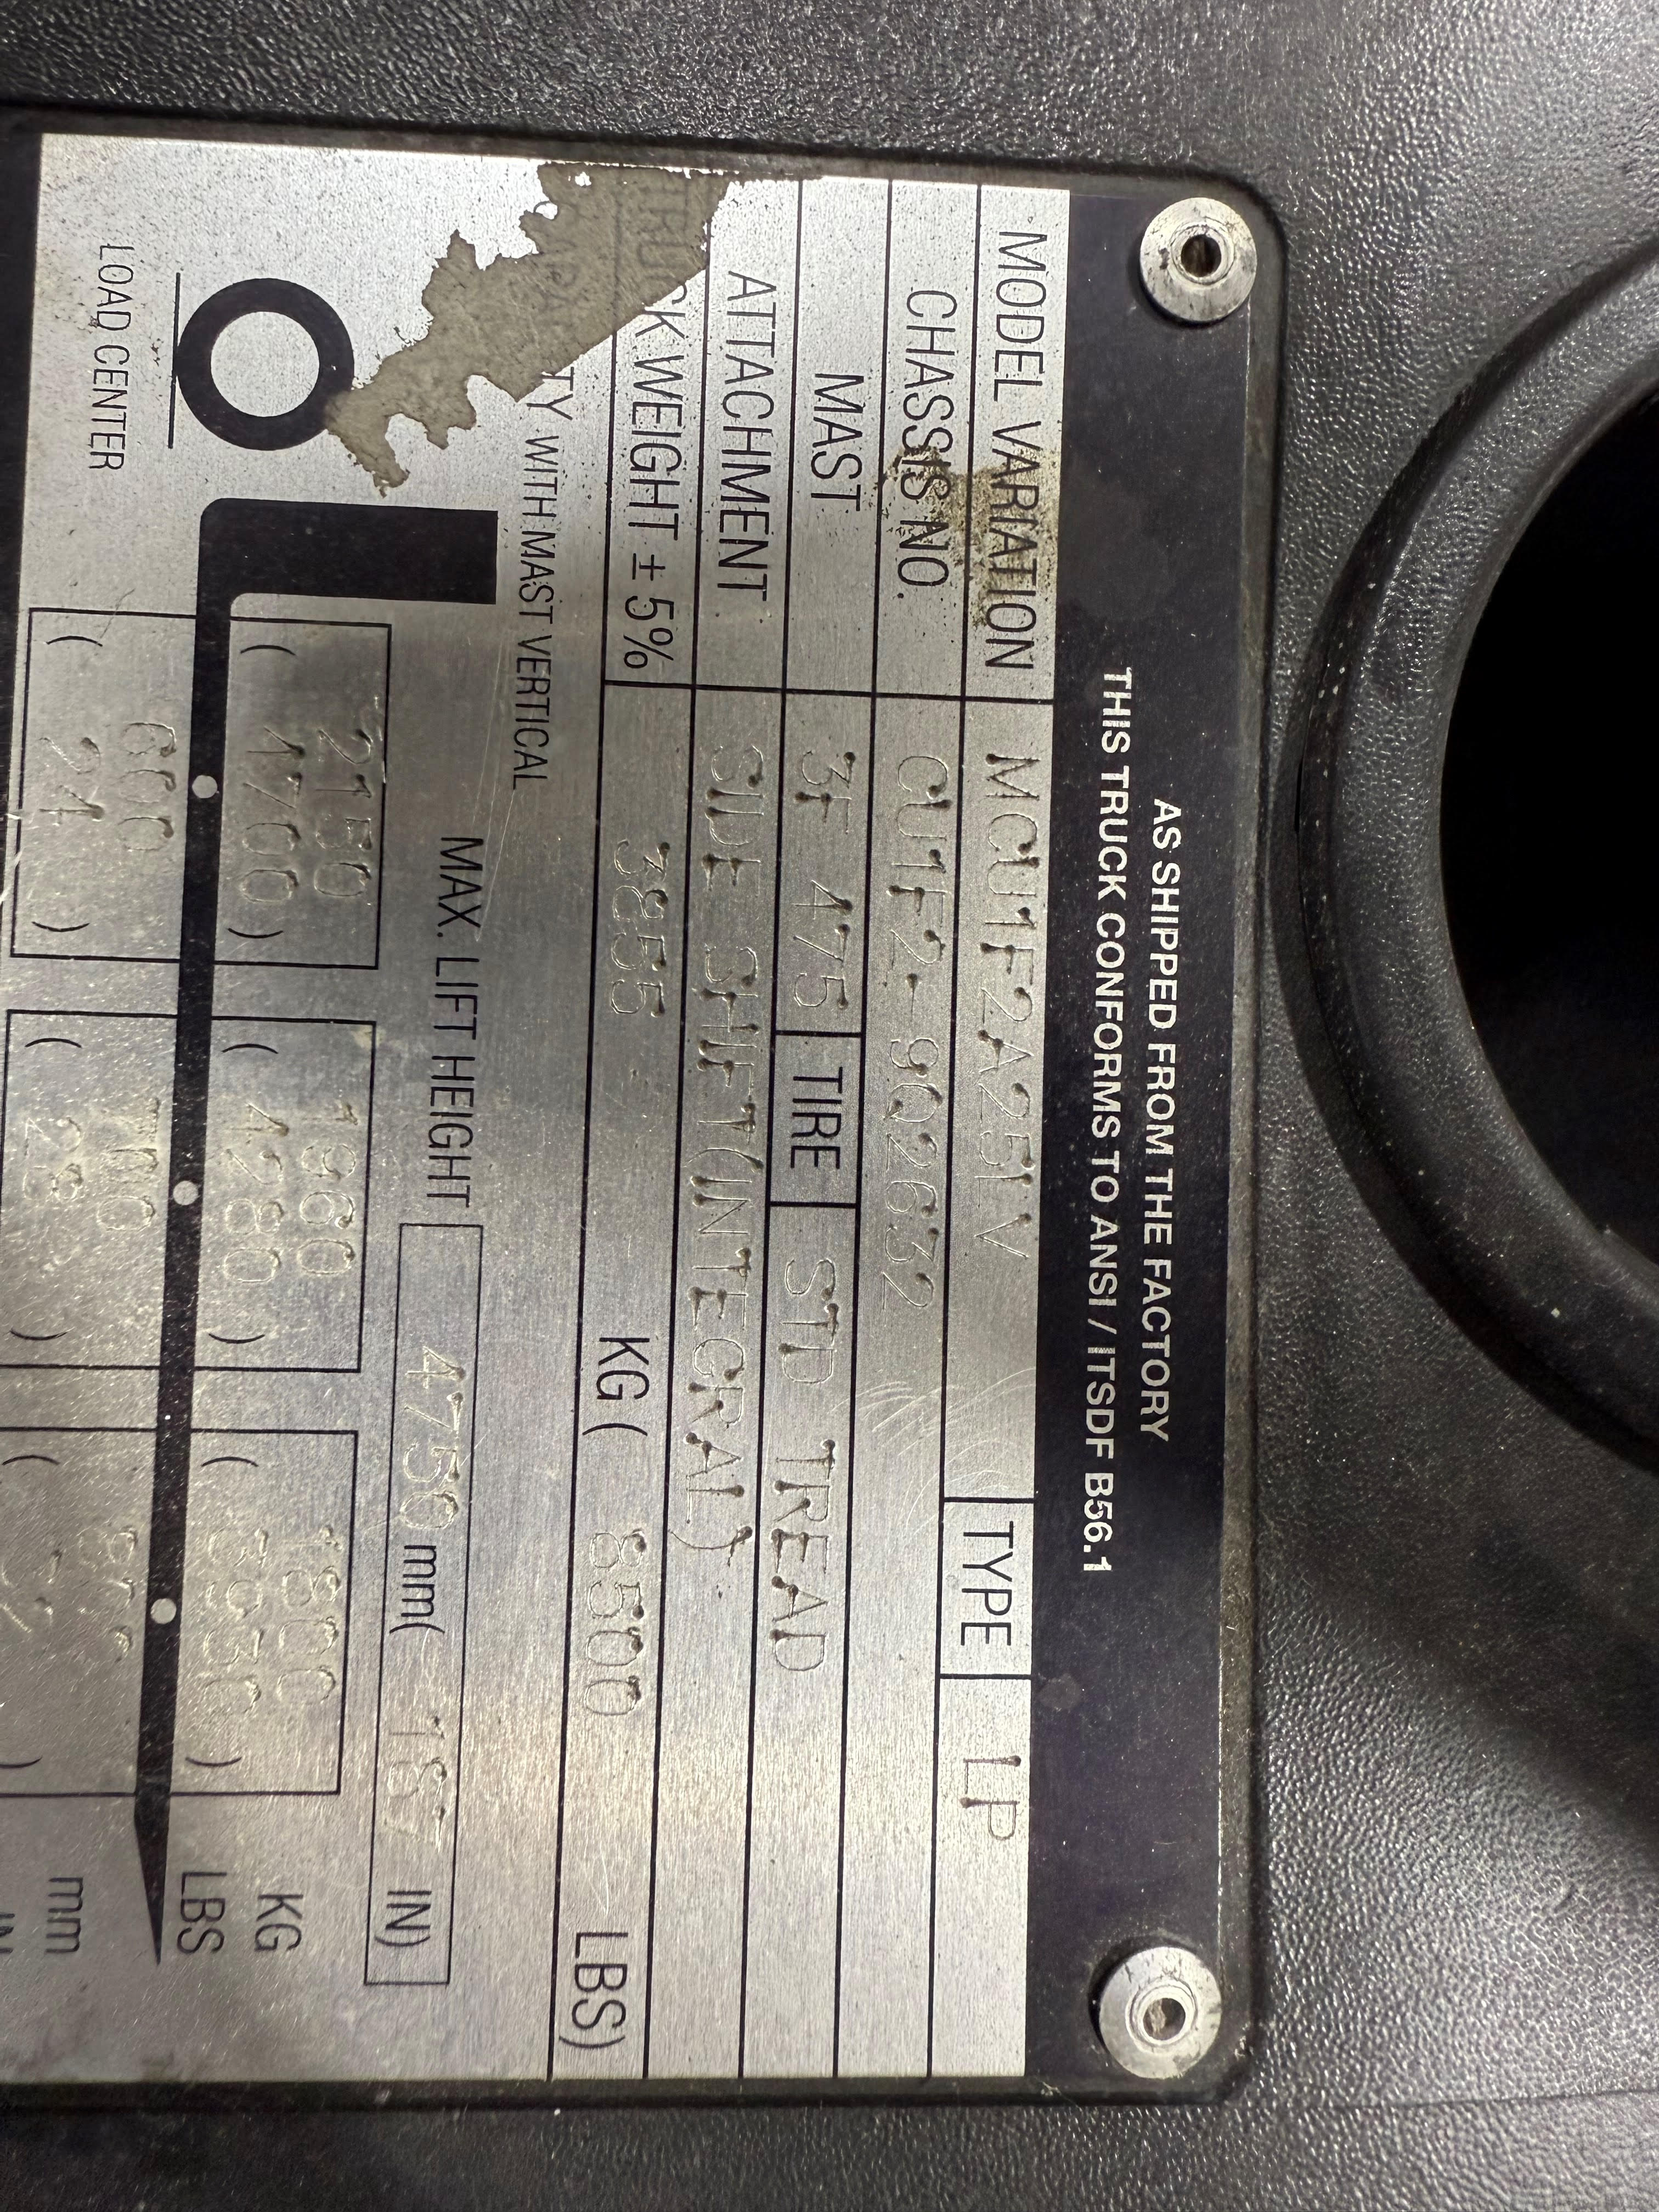 AS SHIPPED FROM THE FACTORY
THIS TRUCK CONFORMS TO ANSI / ITSDF B56.1
MODEL VARIATION MCU1F2A25LV TYPE LP
CHASSIS NO. CU1F2-9Q2632
MAST 3F 475 TIRE STD TREAD
ATTACHMENT SIDE SHIFT(INTEGRAL)
TRUCK WEIGHT ± 5% 3855 KG ( 8500 LBS)
CAPACITY WITH MAST VERTICAL
MAX. LIFT HEIGHT 4750 mm( 187 IN)
2150 1960 1800 KG
( 4700 ) ( 4280 ) ( 3930 ) LBS
LOAD CENTER 600 700 mm
( 24 ) ( 28 ) ( ) IN